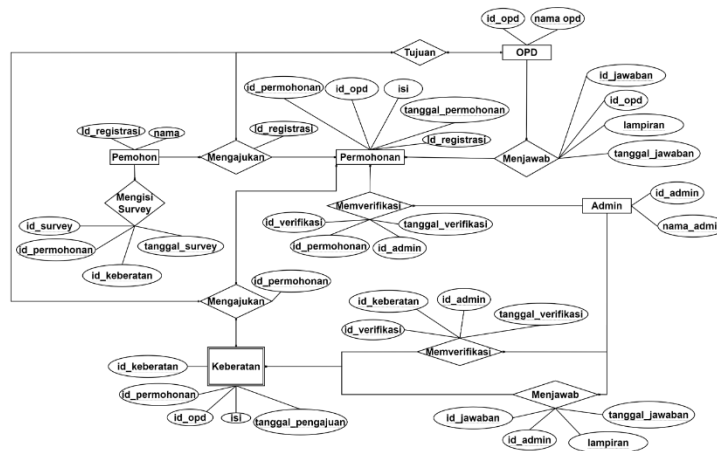 id_opd
nama opd
Tujuan
OPD
id_permohonan
id_opd
isi
id_jawaban
id_opd
tanggal_permohonan
lampiran
id_registrasi
nama
id_registrasi
id_registrasi
tanggal_jawaban
Pemohon
Mengajukan
Permohonan
Menjawab
Mengisi
Survey
Memverifikasi
Admin
id_admin
nama_admi
id_survey
id_verifikasi
tanggal_verifikasi
id_permohonan
tanggal_survey
id_permohonan
id_admin
id_keberatan
id_permohonan
Mengajukan
id_keberatan
id_admin
tanggal_verifikasi
id_verifikasi
Memverifikasi
id_keberatan
Keberatan
id_permohonan
id_opd
isi
tanggal_pengajuan
Menjawab
id_jawaban
tanggal_jawaban
id_admin
lampiran